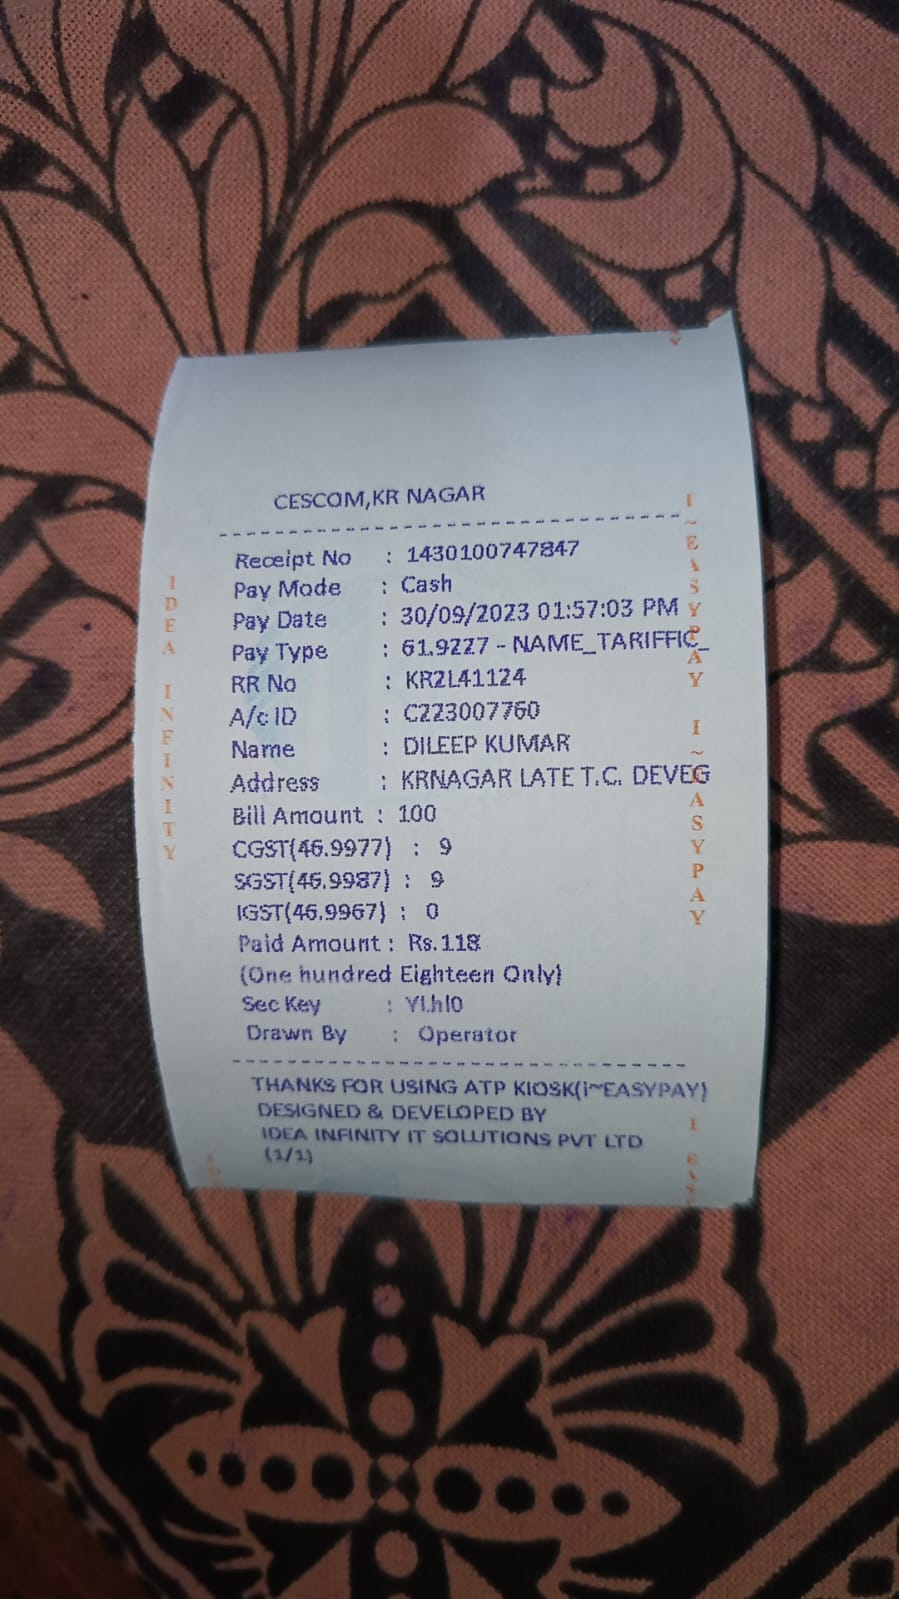 CESCOM,KR NAGAR
--------------------------------
Receipt No : 1430100747847
Pay Mode : Cash
Pay Date : 30/09/2023 01:57:03 PM
Pay Type : 61.9227 - NAME_TARIFFIC_
RR No : KR2L41124
A/c ID : C223007760
Name : DILEEP KUMAR
Address : KRNAGAR LATE T.C. DEVEG
Bill Amount : 100
CGST(46.9977) : 9
SGST(46.9987) : 9
IGST(46.9967) : 0
Paid Amount : Rs.118
(One hundred Eighteen Only)
Sec Key :
Drawn By : Operator
--------------------------------
THANKS FOR USING ATP KIOSK(i~EASYPAY)
DESIGNED & DEVELOPED BY
IDEA INFINITY IT SOLUTIONS PVT LTD
(1/1)
IDEA INFINITY
I~EASYPAY I~EASYPAY